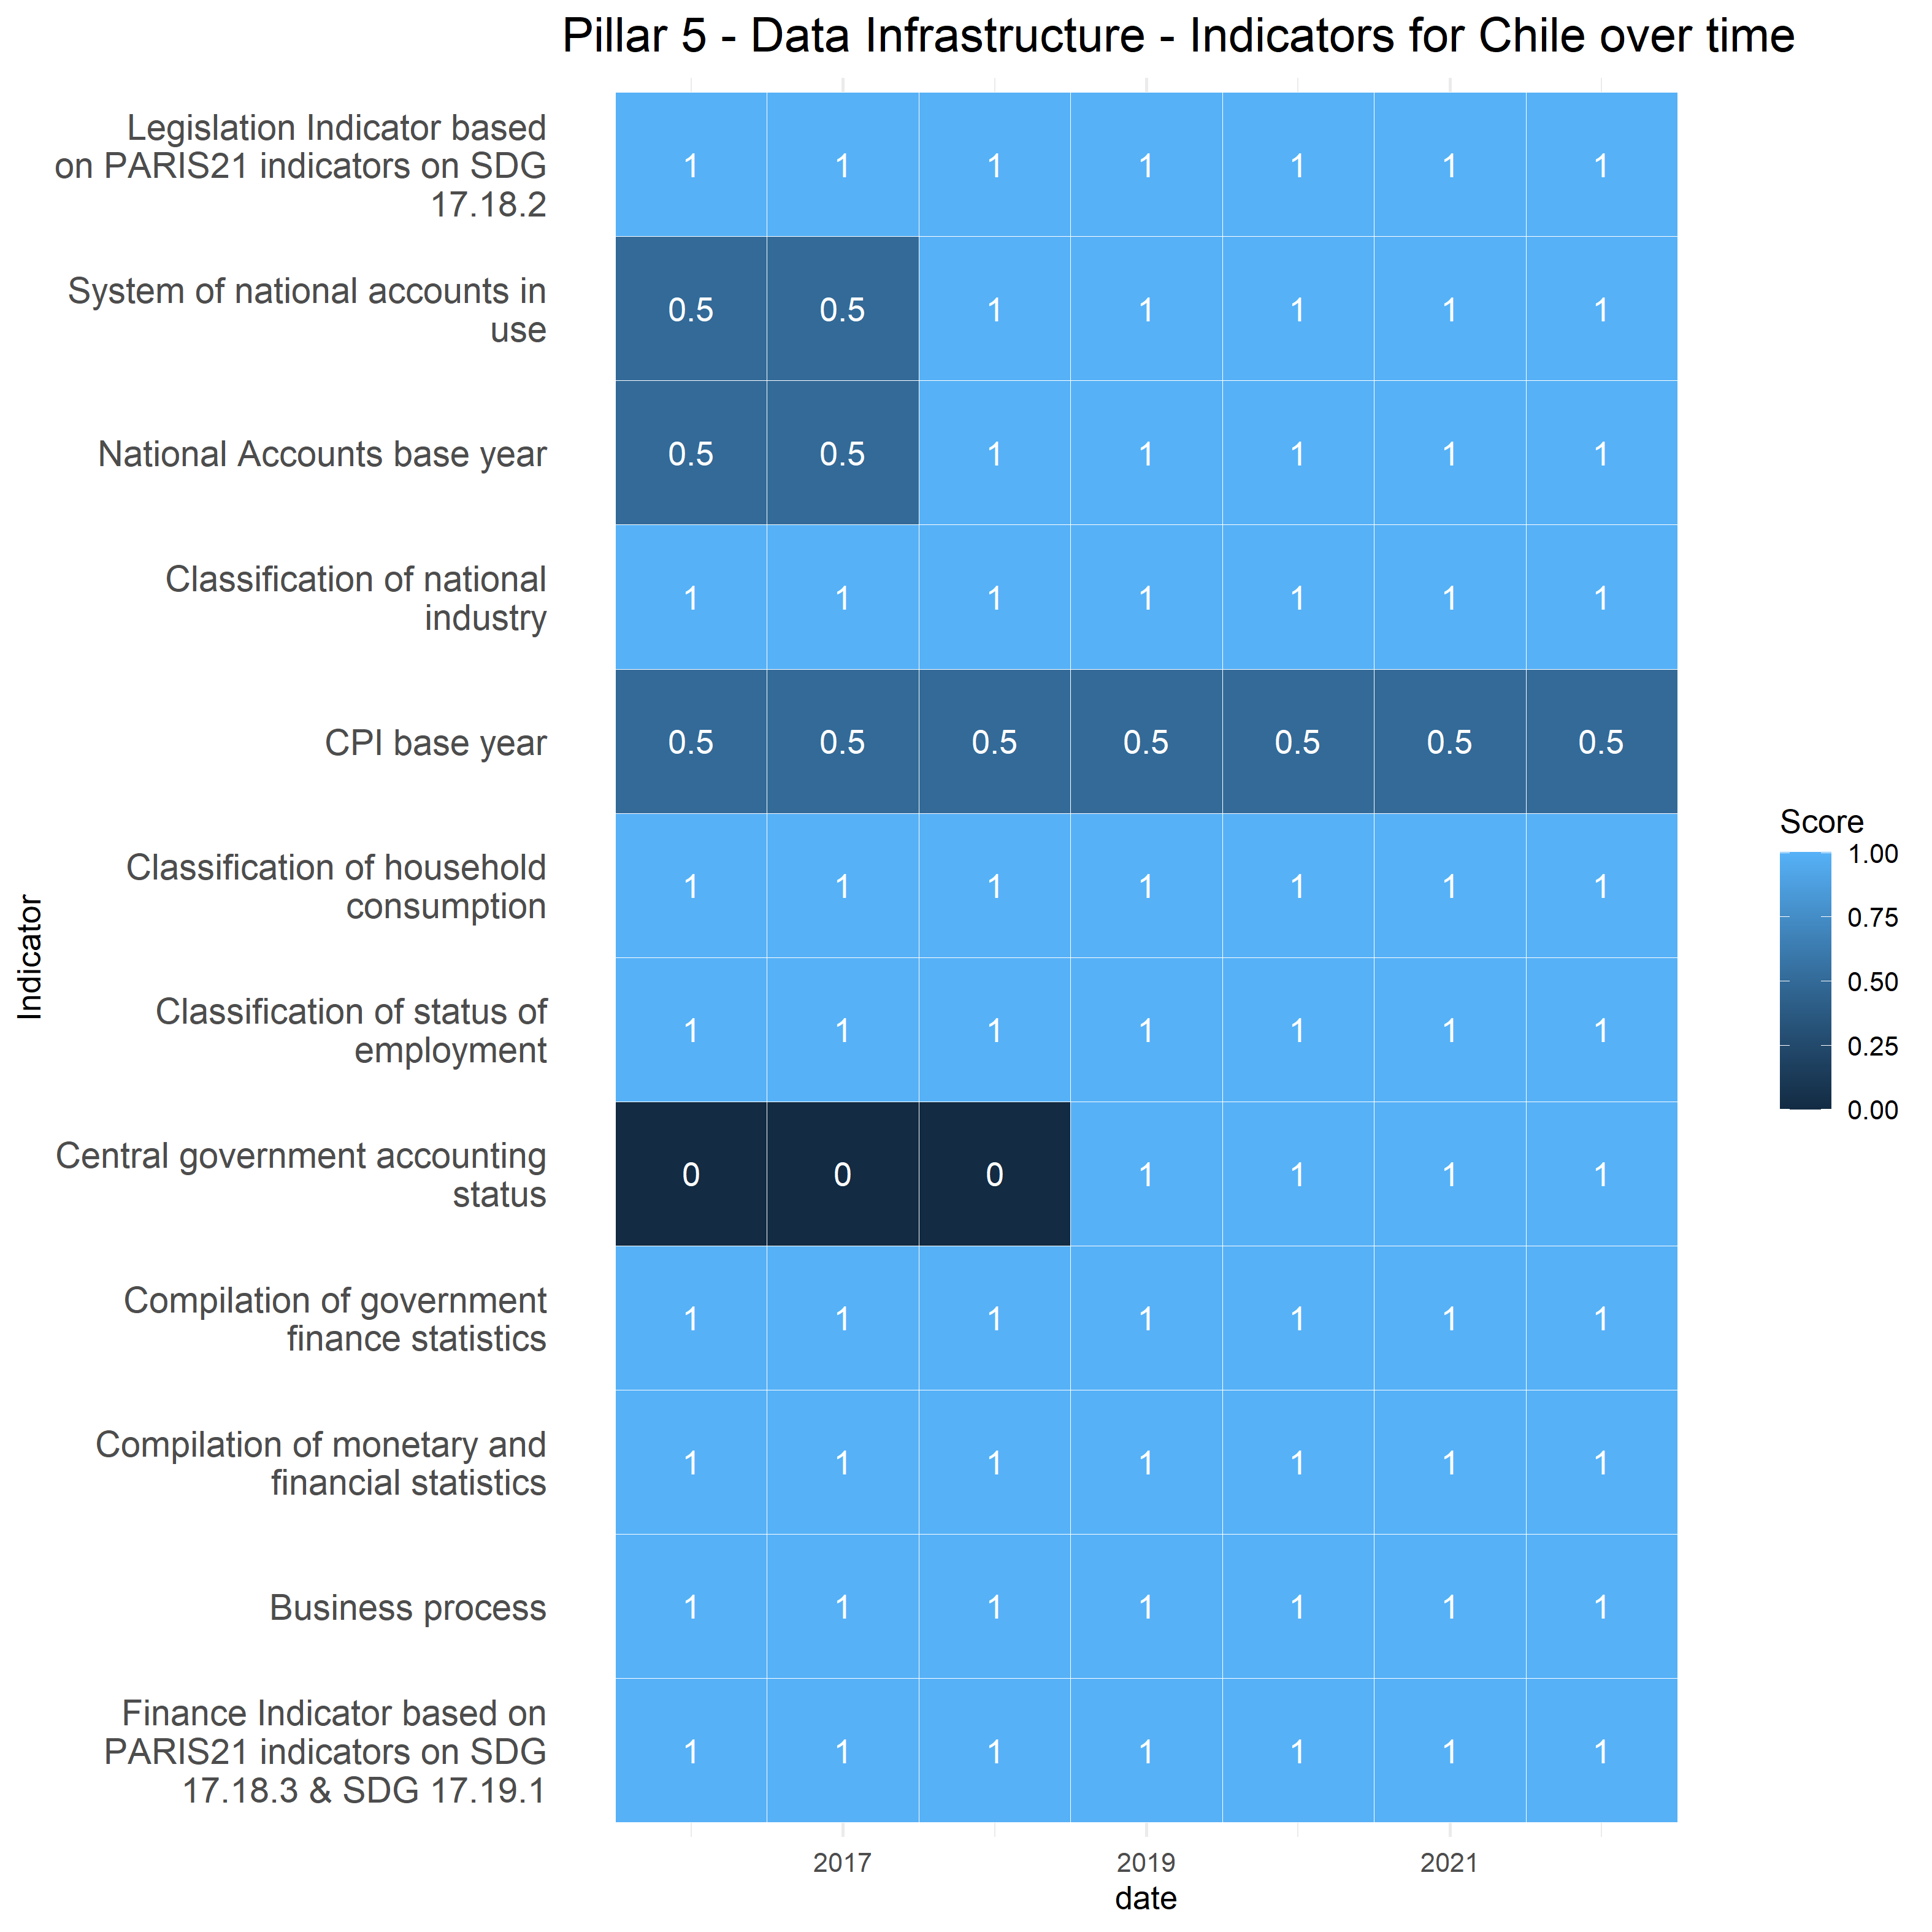 Pillar 5 - Data Infrastructure - Indicators for Chile over time
Legislation Indicator based
on PARIS21 indicators on SDG
17.18.2
1 1 1 1 1 1 1
System of national accounts in
use
0.5 0.5 1 1 1 1 1
National Accounts base year
0.5 0.5 1 1 1 1 1
Classification of national
industry
1 1 1 1 1 1 1
CPI base year
0.5 0.5 0.5 0.5 0.5 0.5 0.5
Classification of household
consumption
1 1 1 1 1 1 1
Classification of status of
employment
1 1 1 1 1 1 1
Central government accounting
status
0 0 0 1 1 1 1
Compilation of government
finance statistics
1 1 1 1 1 1 1
Compilation of monetary and
financial statistics
1 1 1 1 1 1 1
Business process
1 1 1 1 1 1 1
Finance Indicator based on
PARIS21 indicators on SDG
17.18.3 & SDG 17.19.1
1 1 1 1 1 1 1
2017 2019 2021
date
Indicator
Score
1.00
0.75
0.50
0.25
0.00